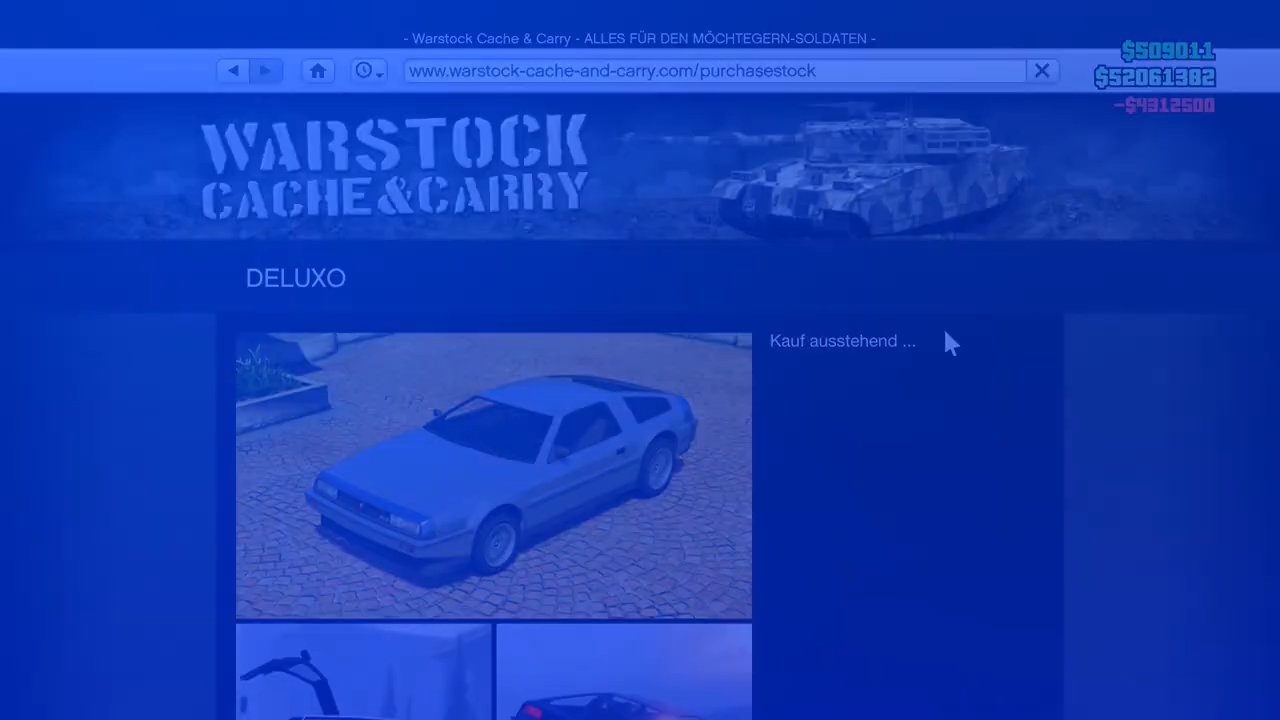 - Warstock Cache & Carry - ALLES FÜR DEN MÖCHTEGERN-SOLDATEN -
www.warstock-cache-and-carry.com/purchasestock
$509011
$52061382
-$4312500
WARSTOCK
CACHE&CARRY
DELUXO
Kauf ausstehend ...